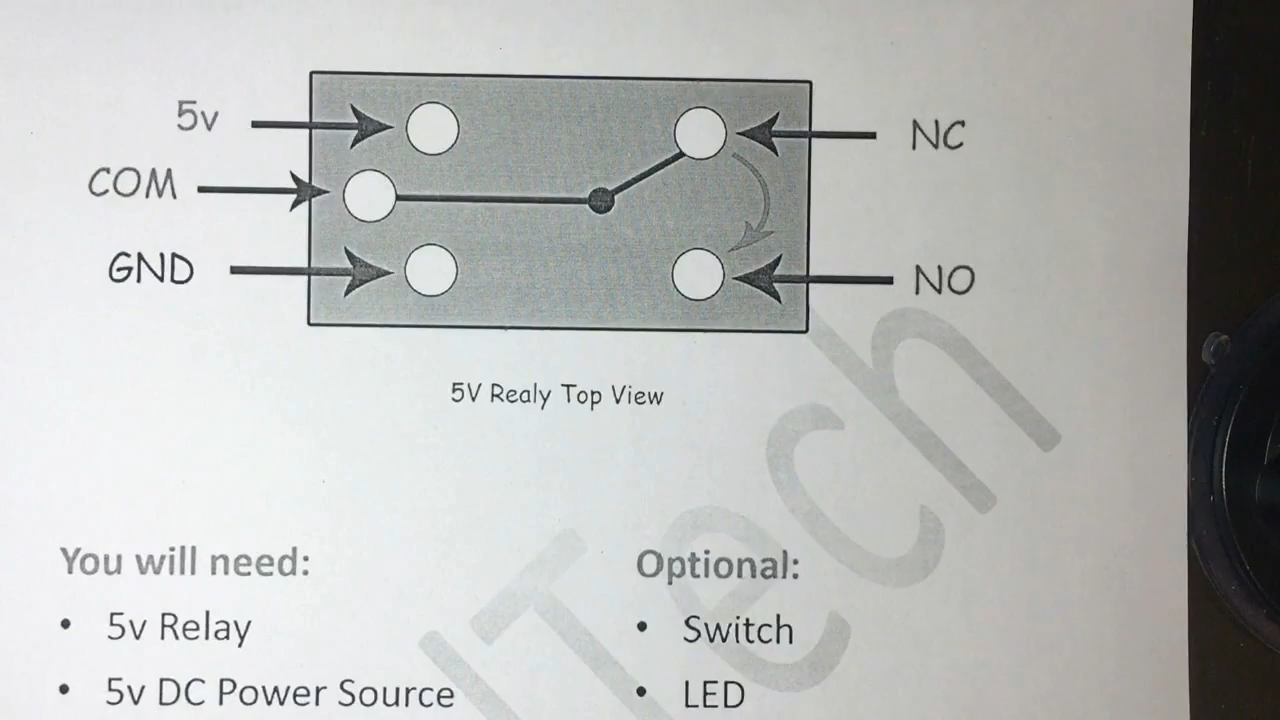 5v
NC
COM
GND
NO
5V Realy Top View
You will need:
• 5v Relay
• 5v DC Power Source
Optional:
• Switch
• LED
Tech